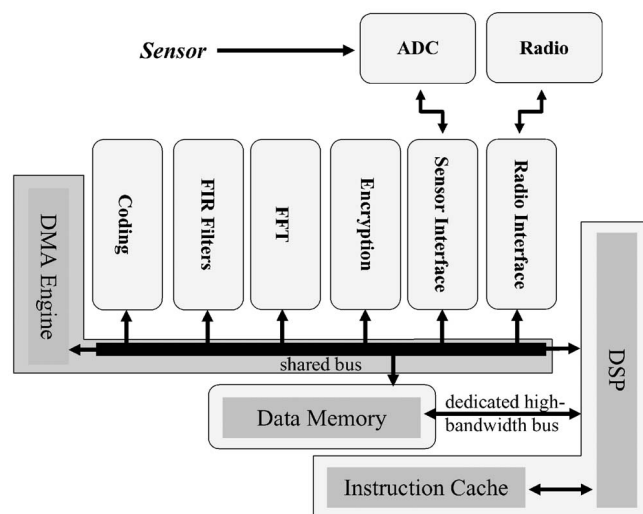 Sensor
ADC
Radio
Coding
FIR Filters
FFT
Encryption
Sensor Interface
Radio Interface
DMA Engine
shared bus
DSP
Data Memory
dedicated high-
bandwidth bus
Instruction Cache